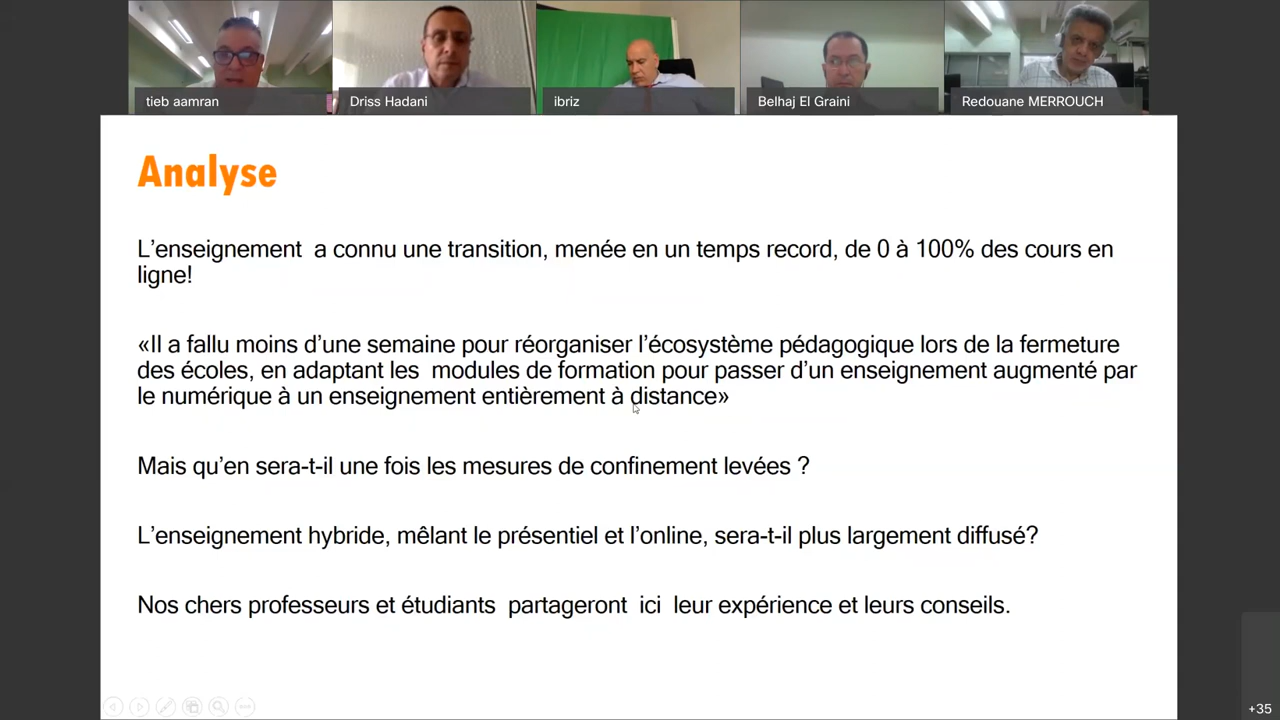 tieb aamran
Driss Hadani
ibriz
Belhaj El Graini
Redouane MERROUCH
Analyse
L'enseignement a connu une transition, menée en un temps record, de 0 à 100% des cours en
ligne!
«Il a fallu moins d'une semaine pour réorganiser l'écosystème pédagogique lors de la fermeture
des écoles, en adaptant les modules de formation pour passer d'un enseignement augmenté par
le numérique à un enseignement entièrement à distance»
Mais qu'en sera-t-il une fois les mesures de confinement levées ?
L'enseignement hybride, mêlant le présentiel et l'online, sera-t-il plus largement diffusé?
Nos chers professeurs et étudiants partageront ici leur expérience et leurs conseils.
+35